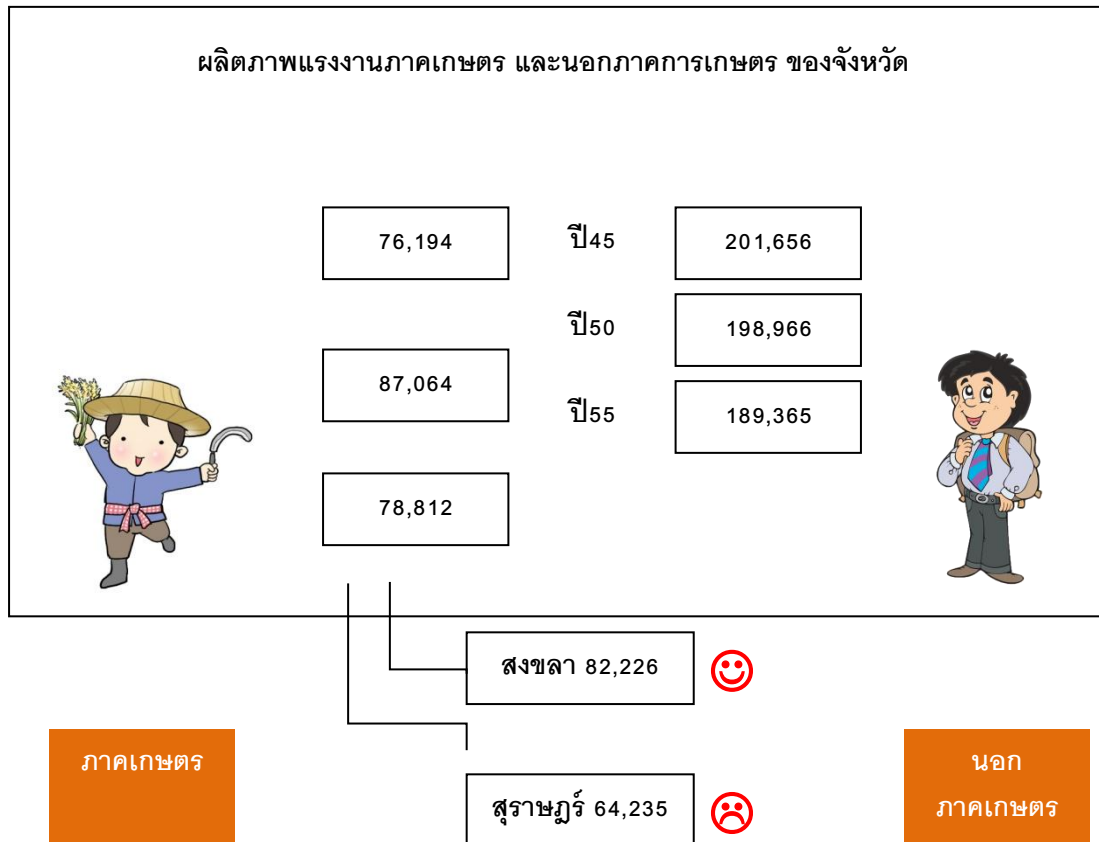 ผลิตภาพแรงงานภาคเกษตร และนอกภาคการเกษตร ของจังหวัด
76,194 ปี45 201,656
ปี50 198,966
87,064
ปี55 189,365
78,812
สงขลา 82,226
ภาคเกษตร
นอก
ภาคเกษตร
สุราษฎร์ 64,235